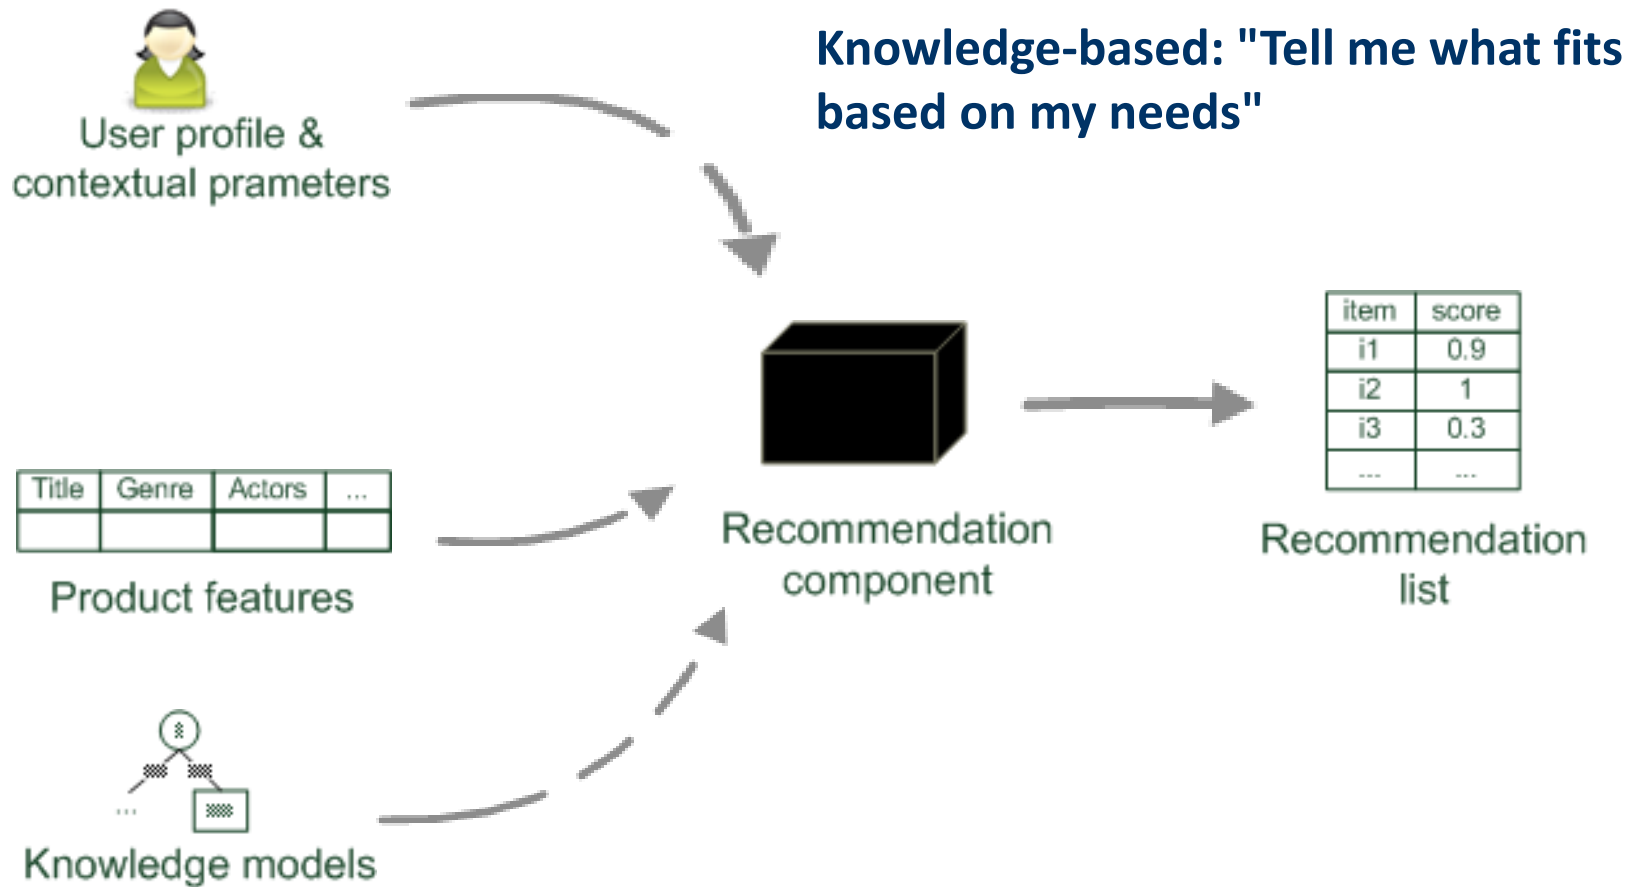 Knowledge-based: "Tell me what fits
based on my needs"
User profile &
contextual prameters
Title Genre Actors ...
Product features
...
Knowledge models
Recommendation
component
item score
i1 0.9
i2 1
i3 0.3
... ...
Recommendation
list